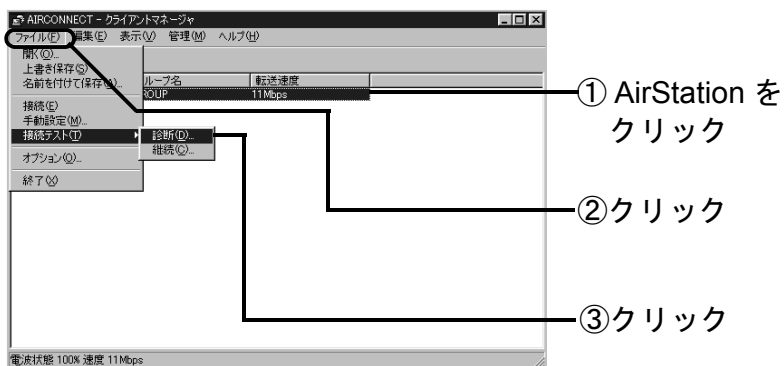 AIRCONNECT - クライアントマネージャ
ファイル(F) 編集(E) 表示(V) 管理(M) ヘルプ(H)
開く(O)...
上書き保存(S)
名前を付けて保存(A)...
ループ名 転送速度
ROUP 11Mbps
接続(E)
手動設定(M)...
接続テスト(T)
診断(D)...
継続(C)...
オプション(O)...
終了(X)
電波状態 100% 速度 11Mbps
① AirStation を
クリック
②クリック
③クリック